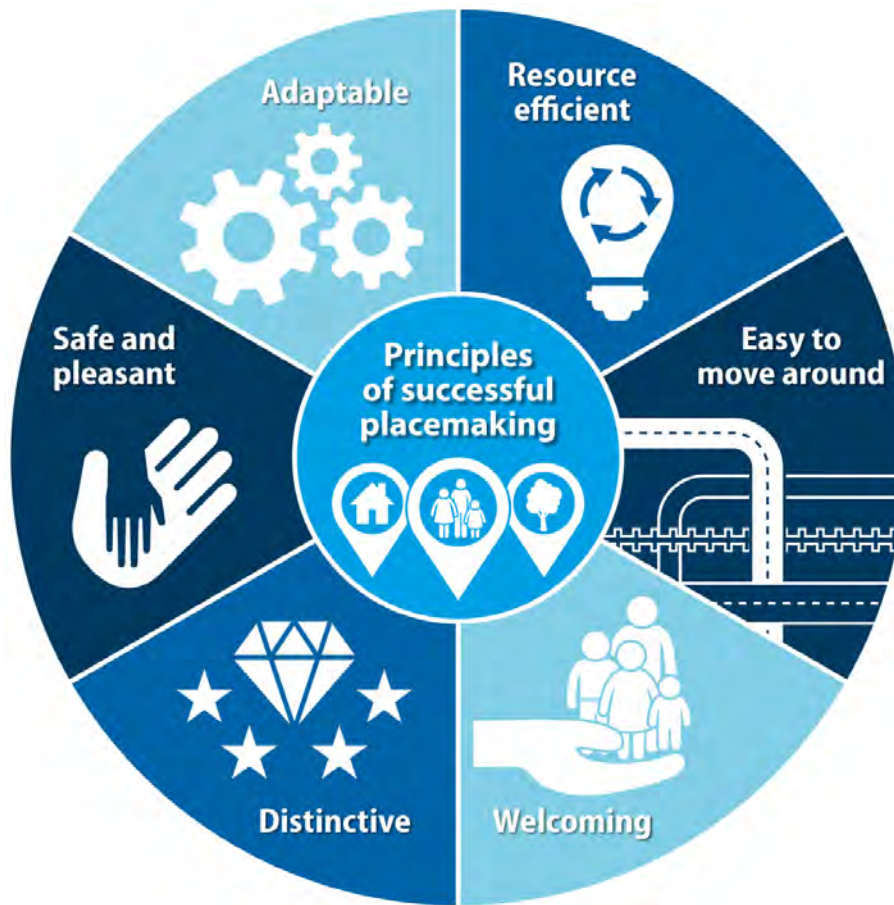 Adaptable
Resource
efficient
Safe and
pleasant
Principles
of successful
placemaking
Easy to
move around
Distinctive
Welcoming